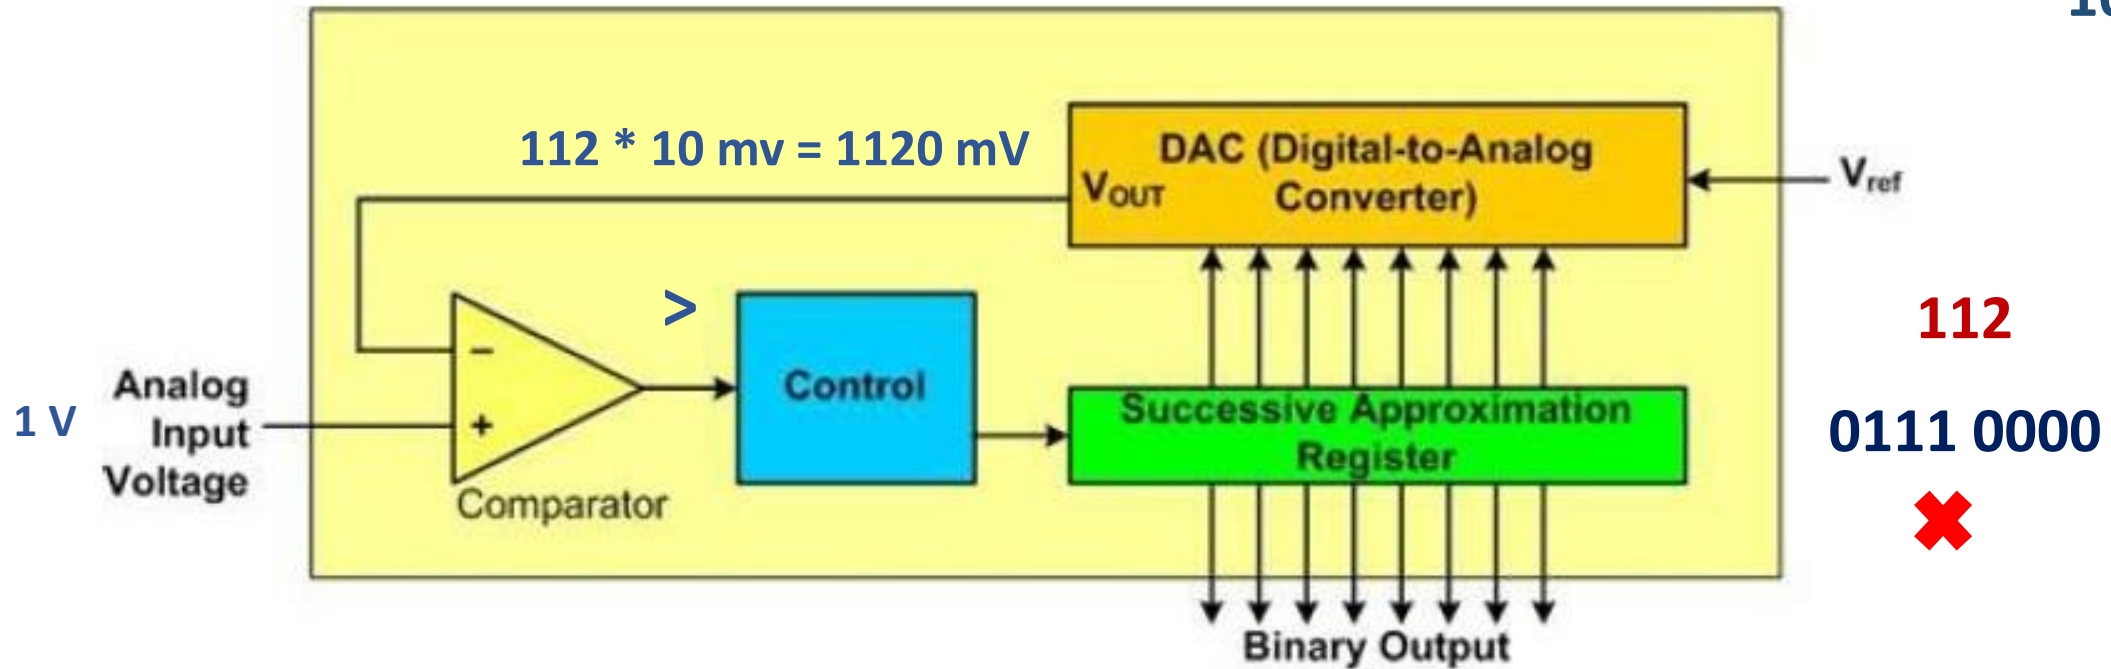 10
112 * 10 mv = 1120 mV
DAC (Digital-to-Analog
Converter)
VOUT
Vref
>
−
+
Control
112
1 V
Analog
Input
Voltage
Successive Approximation
Register
0111 0000
Comparator
Binary Output